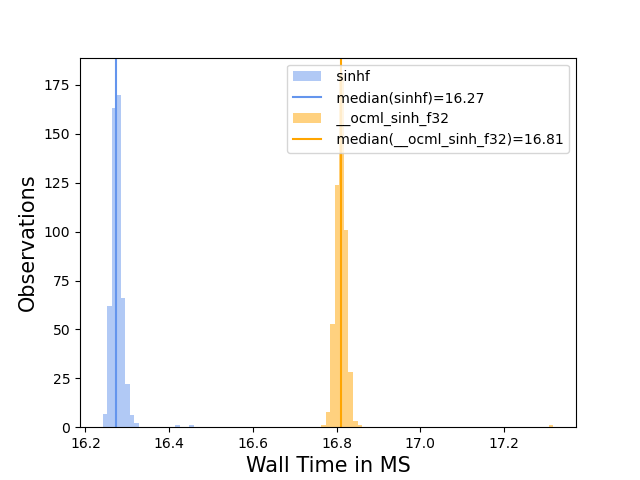 175
150
125
100
75
50
25
0
Observations
sinhf
median(sinhf)=16.27
__ocml_sinh_f32
median(__ocml_sinh_f32)=16.81
16.2 16.4 16.6 16.8 17.0 17.2
Wall Time in MS